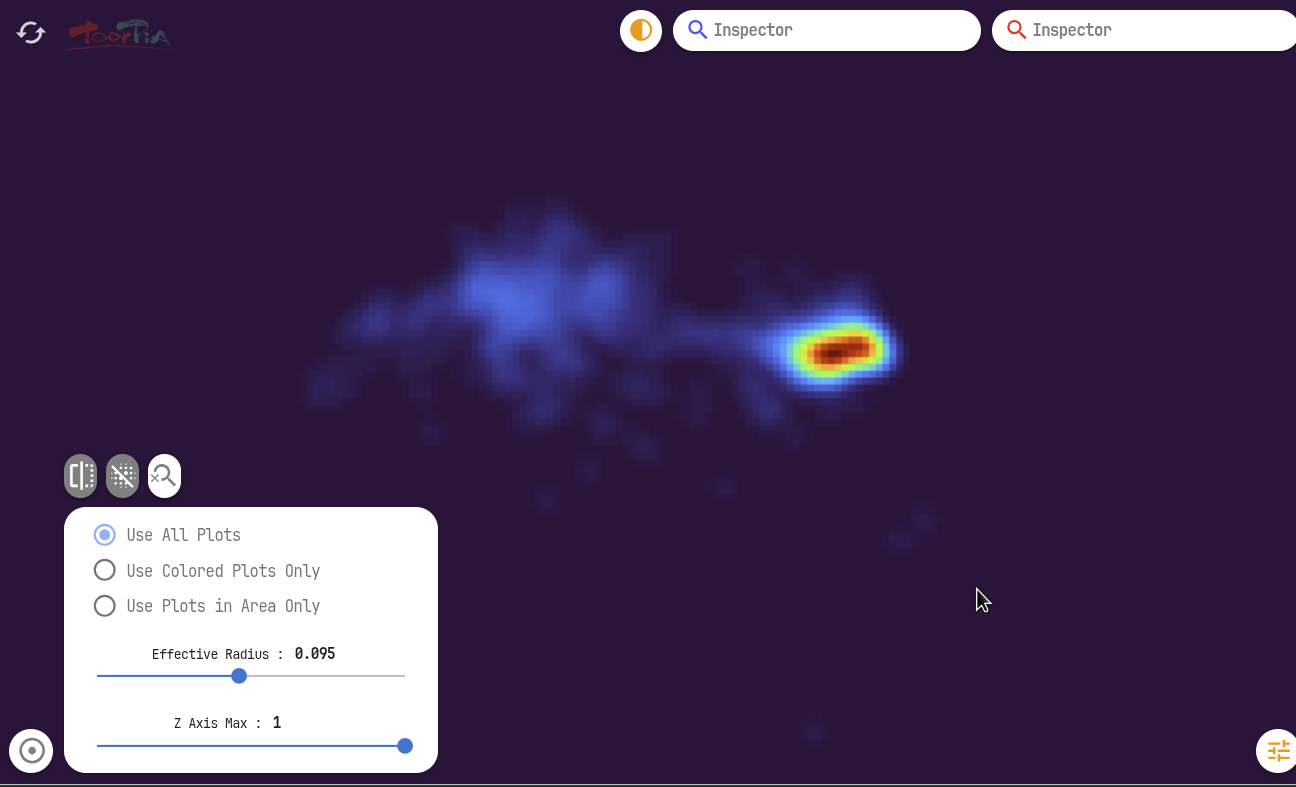 toorPIA
Inspector
Inspector
Use All Plots
Use Colored Plots Only
Use Plots in Area Only
Effective Radius : 0.095
Z Axis Max : 1